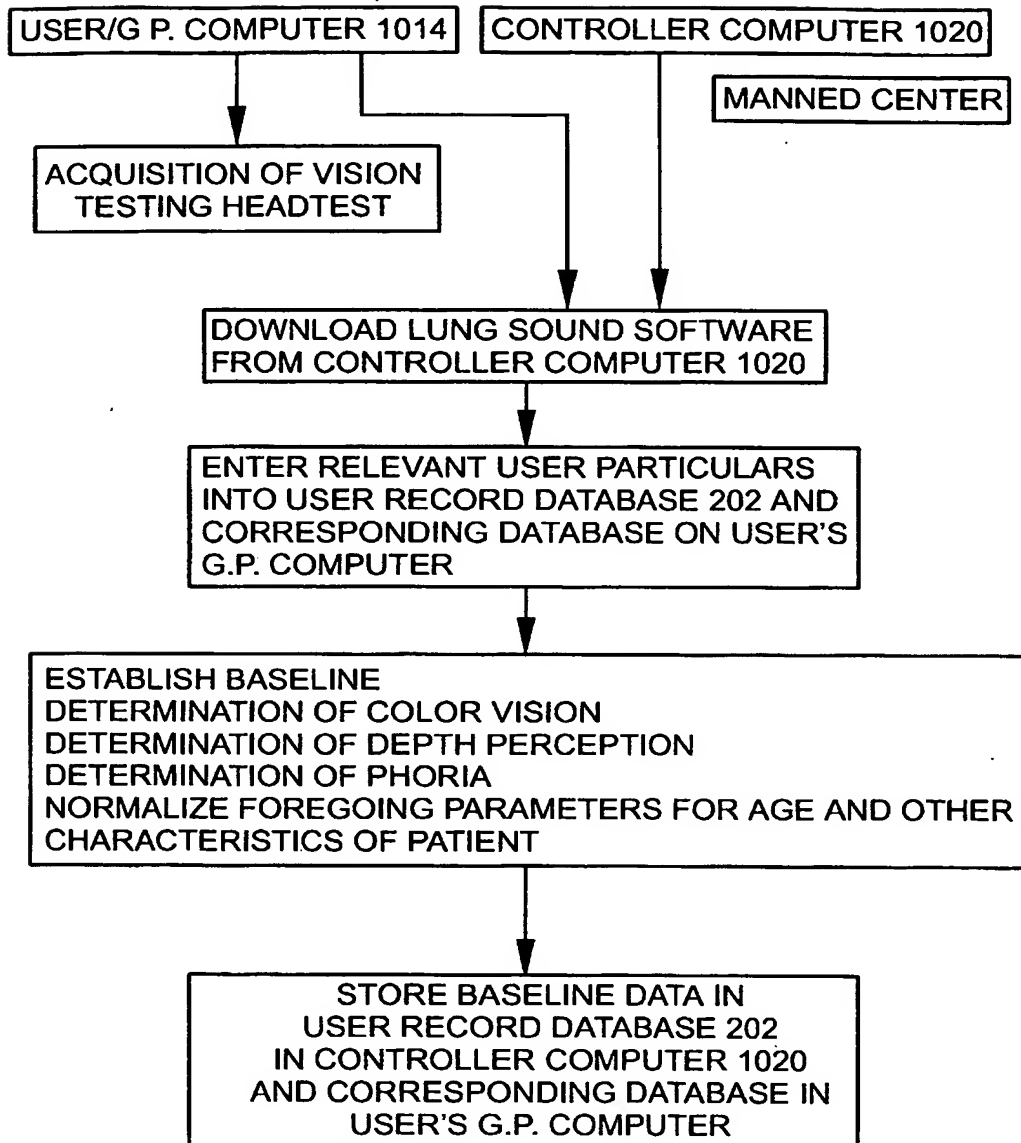 USER/G P. COMPUTER 1014
CONTROLLER COMPUTER 1020
MANNED CENTER
ACQUISITION OF VISION
TESTING HEADTEST
DOWNLOAD LUNG SOUND SOFTWARE
FROM CONTROLLER COMPUTER 1020
ENTER RELEVANT USER PARTICULARS
INTO USER RECORD DATABASE 202 AND
CORRESPONDING DATABASE ON USER'S
G.P. COMPUTER
ESTABLISH BASELINE
DETERMINATION OF COLOR VISION
DETERMINATION OF DEPTH PERCEPTION
DETERMINATION OF PHORIA
NORMALIZE FOREGOING PARAMETERS FOR AGE AND OTHER
CHARACTERISTICS OF PATIENT
STORE BASELINE DATA IN
USER RECORD DATABASE 202
IN CONTROLLER COMPUTER 1020
AND CORRESPONDING DATABASE IN
USER'S G.P. COMPUTER